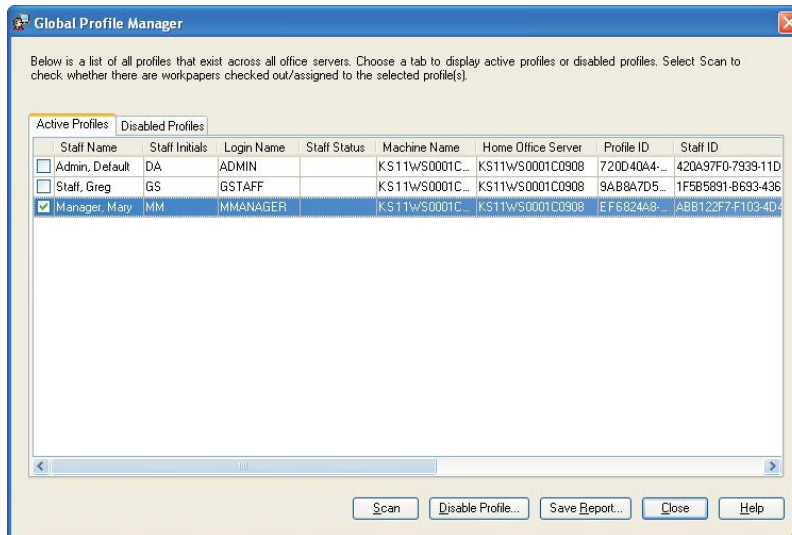 Global Profile Manager
Below is a list of all profiles that exist across all office servers. Choose a tab to display active profiles or disabled profiles. Select Scan to
check whether there are workpapers checked out/assigned to the selected profile(s).
Active Profiles Disabled Profiles
Staff Name Staff Initials Login Name Staff Status Machine Name Home Office Server Profile ID Staff ID
Admin, Default DA ADMIN KS11WS0001C... KS11WS0001C0908 720D40A4-... 420A97F0-7939-11D
Staff, Greg GS GSTAFF KS11WS0001C... KS11WS0001C0908 9AB8A7D5... 1F5B5891-B693-436
Manager, Mary MM MMANAGER KS11WS0001C... KS11WS0001C0908 EF6824A8-... ABB122F7-F103-4D4
Scan Disable Profile... Save Report... Close Help